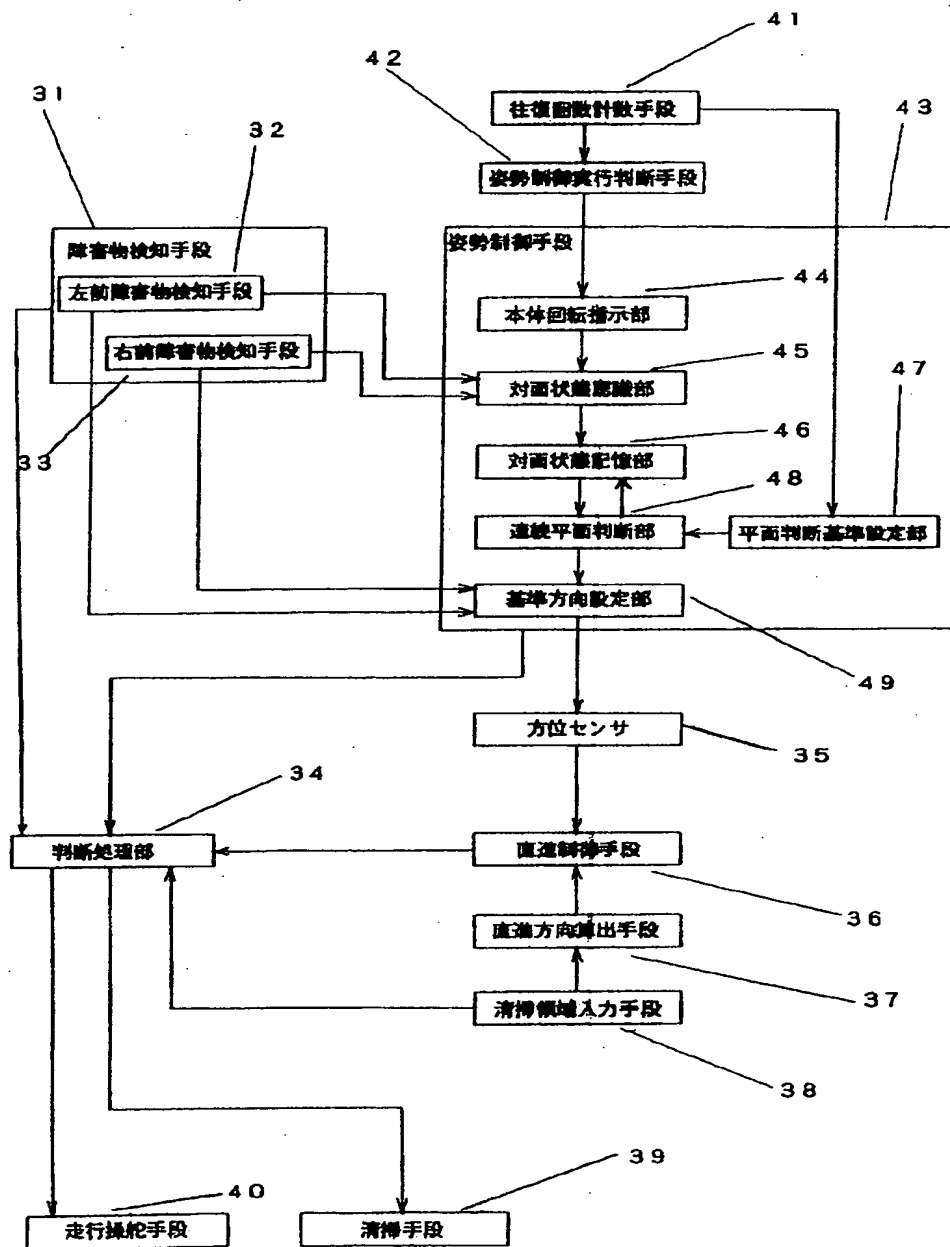 41
42
往復回数計数手段
43
31
32
姿勢制御実行判断手段
障害物検知手段
姿勢制御手段
左前障害物検知手段
44
本体回転指示部
右前障害物検知手段
45
47
対面状態認識部
33
46
対面状態記憶部
48
連続平面判断部
平面判断基準設定部
基準方向設定部
49
方位センサ
35
34
判断処理部
直進制御手段
36
直進方向算出手段
37
清掃領域入力手段
38
39
40
走行操舵手段
清掃手段